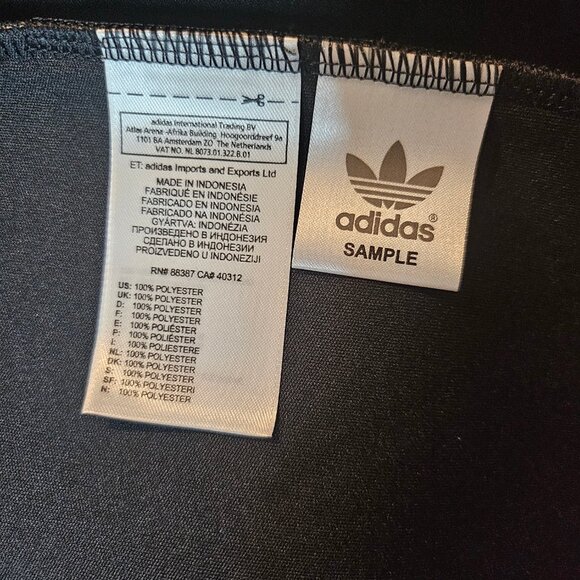 adidas International Trading BV
Atlas Arena -Afrika Building Hoogoorddreef 9a
1101 BA Amsterdam ZO The Netherlands
VAT NO. NL 8073.01.322.B.01
ET: adidas Imports and Exports Ltd
MADE IN INDONESIA
FABRIQUÉ EN INDONÉSIE
FABRICADO EN INDONESIA
FABRICADO NA INDONÉSIA
GYÁRTVA: INDONÉZIA
ПРОИЗВЕДЕНО В ИНДОНЕЗИЯ
СДЕЛАНО В ИНДОНЕЗИИ
PROIZVEDENO U INDONEZIJI
RN# 88387 CA# 40312
US: 100% POLYESTER
UK: 100% POLYESTER
D: 100% POLYESTER
F: 100% POLYESTER
E: 100% POLIÉSTER
P: 100% POLIÉSTER
I: 100% POLIESTERE
NL: 100% POLYESTER
DK: 100% POLYESTER
S: 100% POLYESTER
SF: 100% POLYESTERI
N: 100% POLYESTER
adidas®
SAMPLE